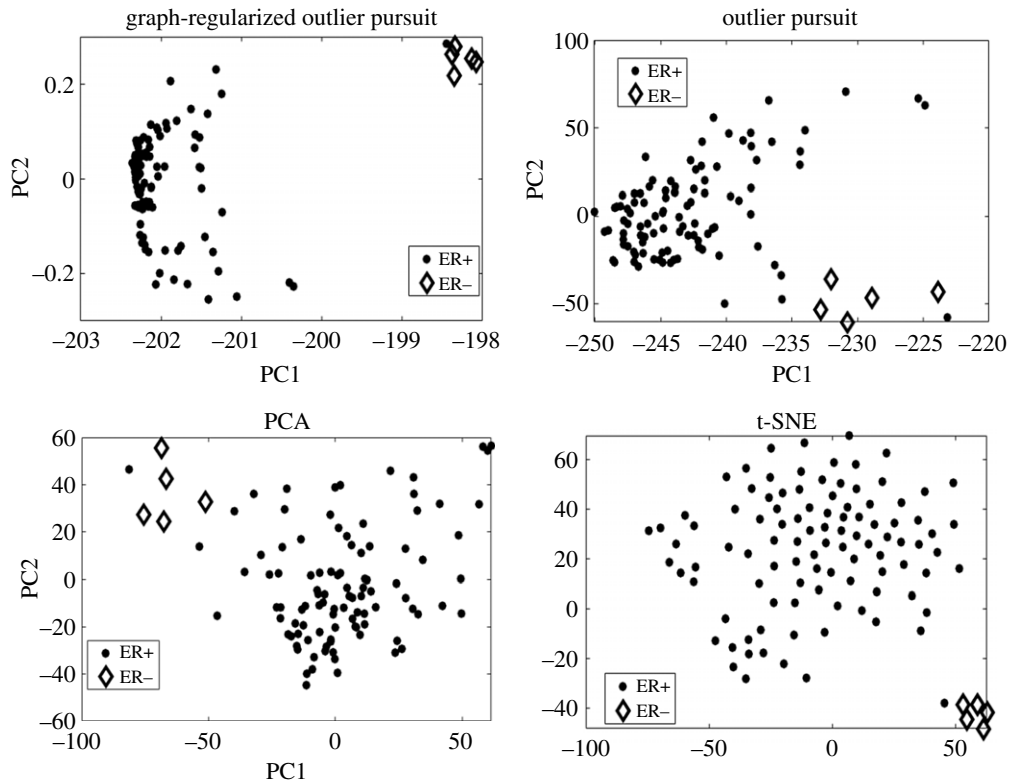 graph-regularized outlier pursuit
0.2
0
−0.2
PC2
ER+
ER−
−203 −202 −201 −200 −199 −198
PC1
outlier pursuit
100
50
0
−50
PC2
ER+
ER−
−250 −245 −240 −235 −230 −225 −220
PC1
PCA
60
40
20
0
−20
−40
−60
PC2
ER+
ER−
−100 −50 0 50
PC1
t-SNE
60
40
20
0
−20
−40
ER+
ER−
−100 −50 0 50